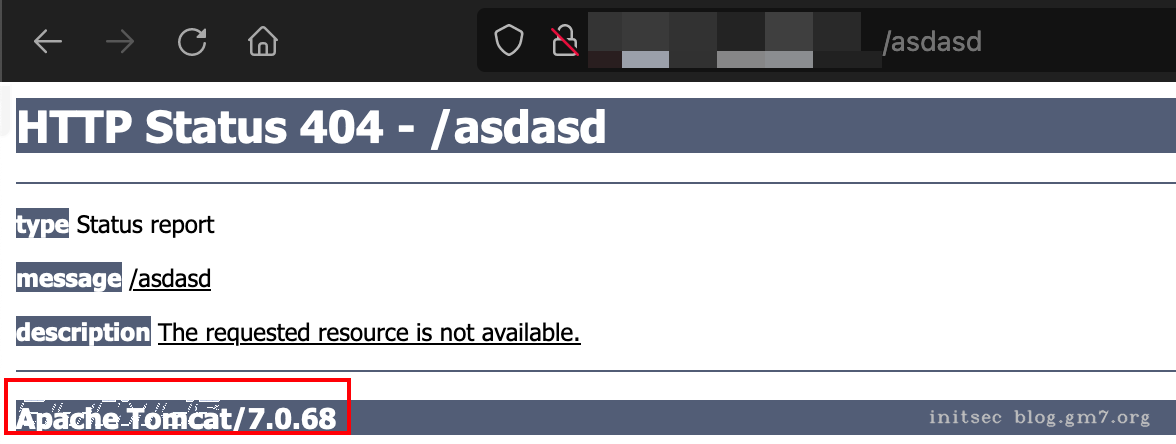 /asdasd
HTTP Status 404 - /asdasd
type Status report
message /asdasd
description The requested resource is not available.
Apache Tomcat/7.0.68
initsec blog.gm7.org